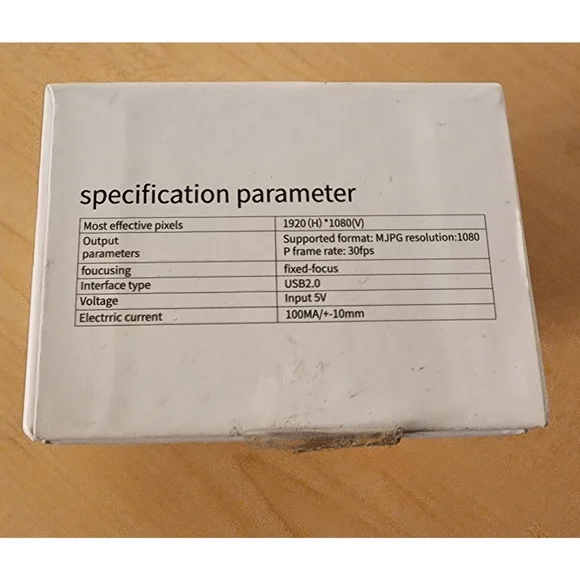 specification parameter
Most effective pixels 1920 (H) *1080(V)
Output parameters Supported format: MJPG resolution:1080
P frame rate: 30fps
foucusing fixed-focus
Interface type USB2.0
Voltage Input 5V
Electrric current 100MA/+-10mm